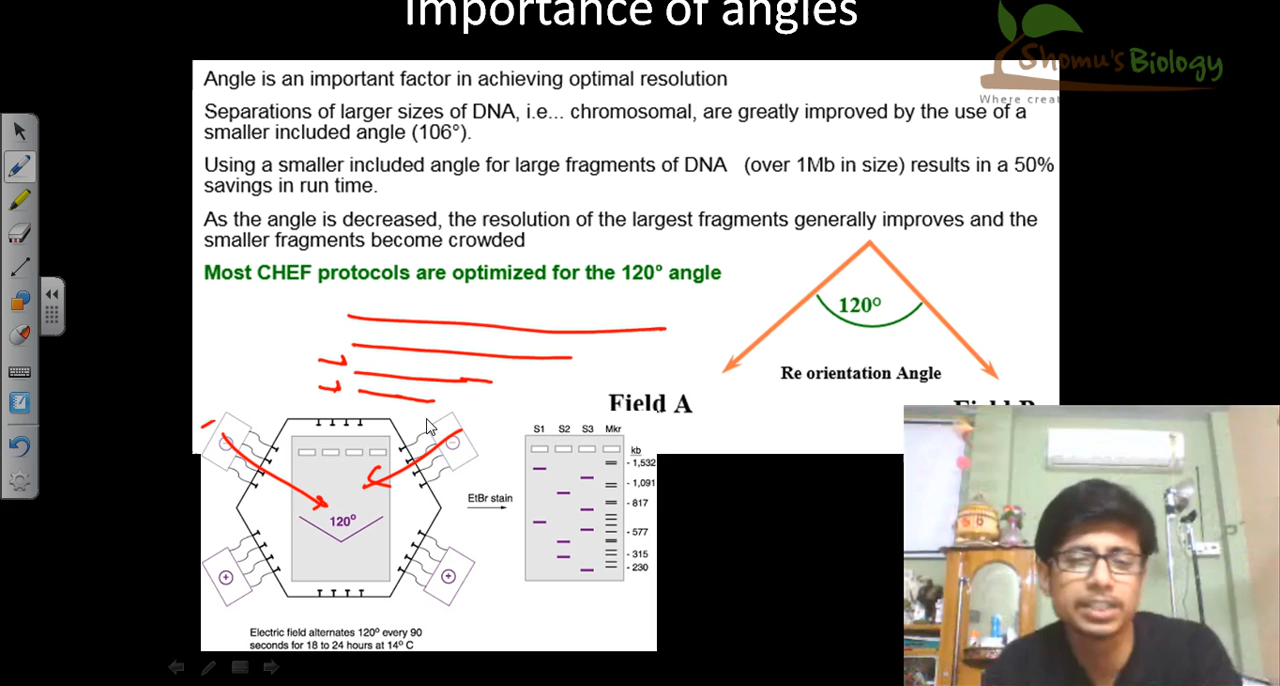 Importance of angles
Shomu's Biology
Angle is an important factor in achieving optimal resolution
Separations of larger sizes of DNA, i.e... chromosomal, are greatly improved by the use of a
smaller included angle (106°).
Using a smaller included angle for large fragments of DNA (over 1Mb in size) results in a 50%
savings in run time.
As the angle is decreased, the resolution of the largest fragments generally improves and the
smaller fragments become crowded
Most CHEF protocols are optimized for the 120° angle
120°
Re orientation Angle
Field A
120°
EtBr stain
S1 S2 S3 Mkr
kb
- 1,532
- 1,091
- 817
- 577
- 315
- 230
Electric field alternates 120° every 90
seconds for 18 to 24 hours at 14° C